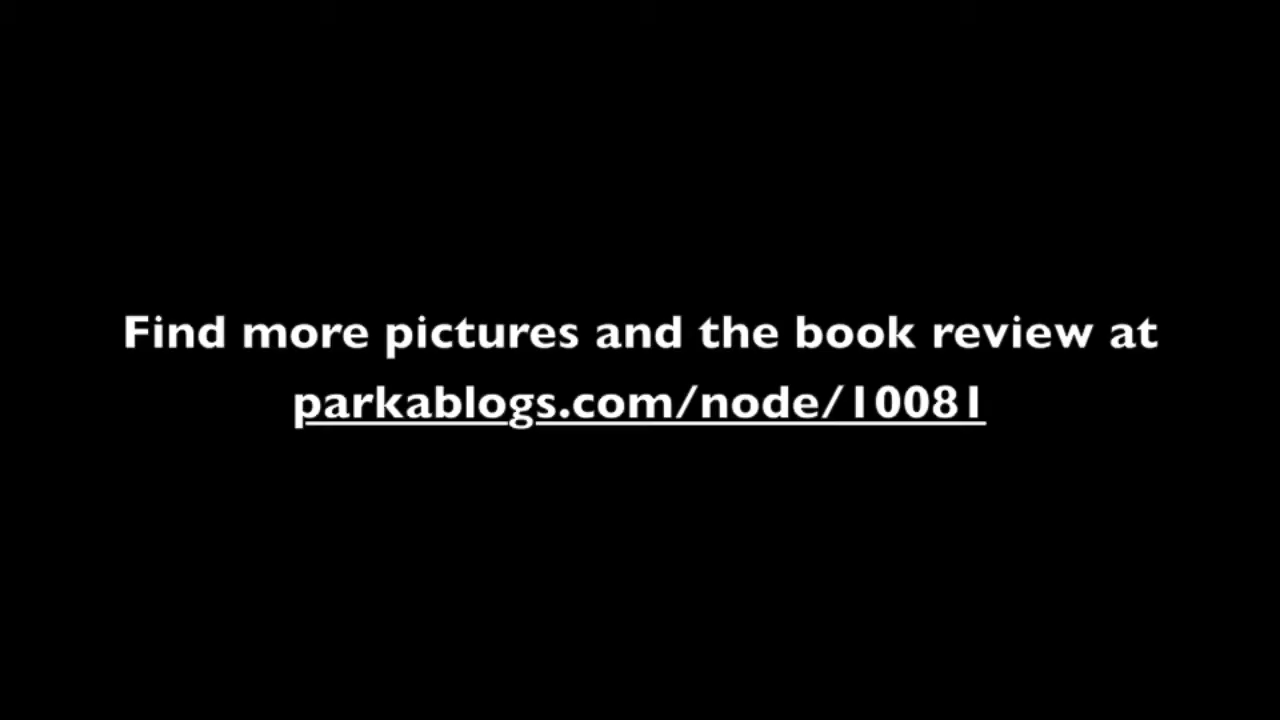 Find more pictures and the book review at
parkablogs.com/node/10081